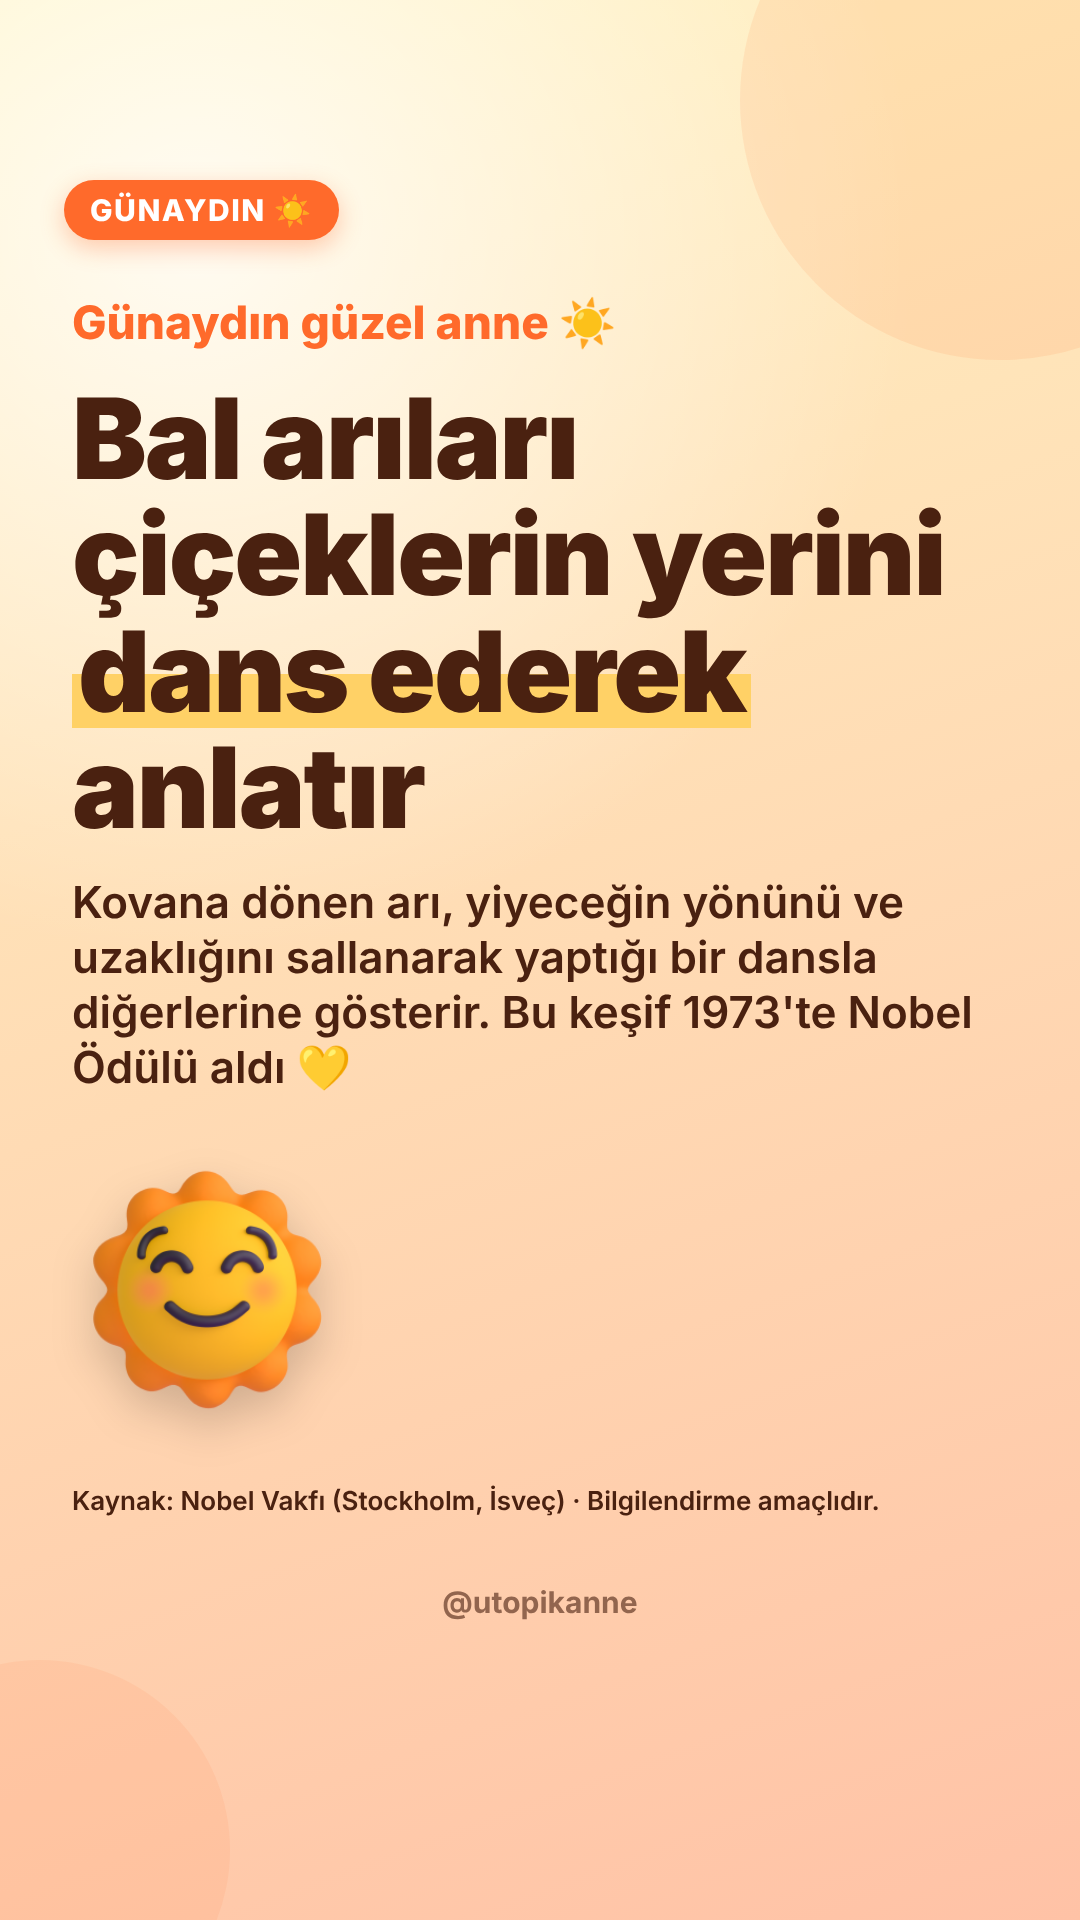 GÜNAYDIN ☀️
Günaydın güzel anne ☀️
Bal arıları
çiçeklerin yerini
dans ederek
anlatır
Kovana dönen arı, yiyeceğin yönünü ve
uzaklığını sallanarak yaptığı bir dansla
diğerlerine gösterir. Bu keşif 1973'te Nobel
Ödülü aldı 💛
Kaynak: Nobel Vakfı (Stockholm, İsveç) · Bilgilendirme amaçlıdır.
@utopikanne